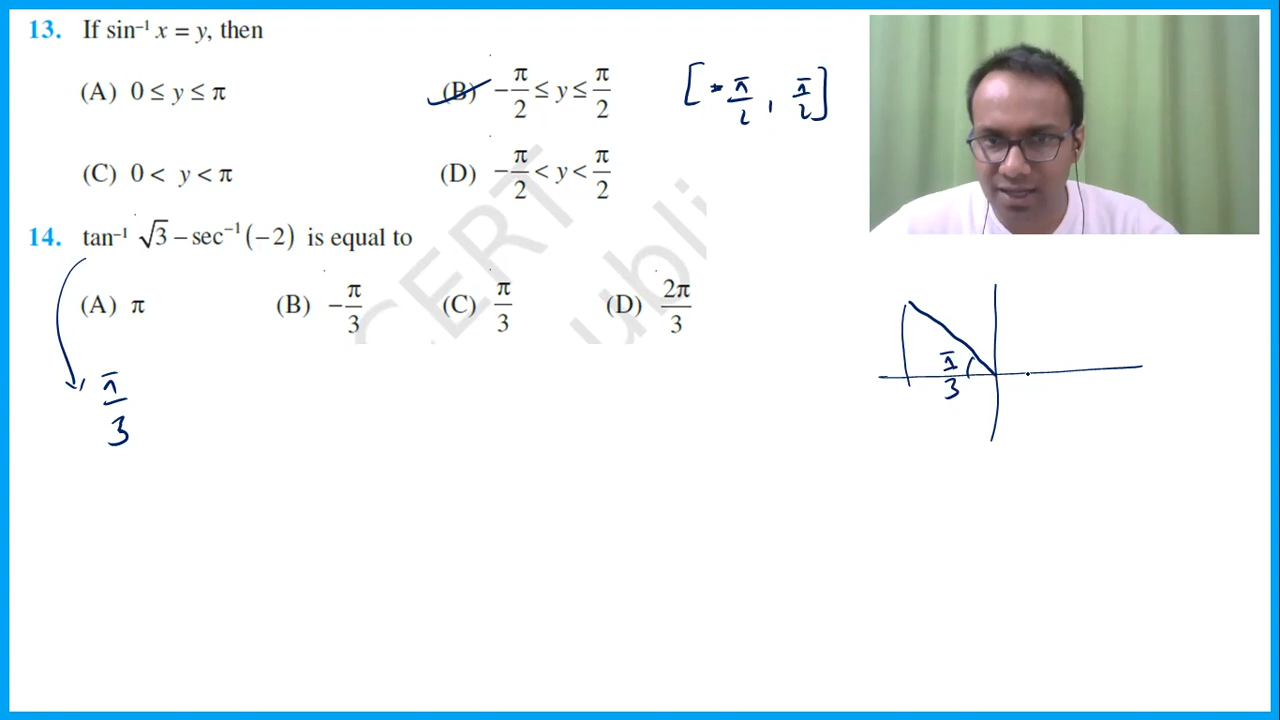 13. If sin⁻¹ x = y, then
(A) 0 ≤ y ≤ π (B) −π/2 ≤ y ≤ π/2 [−π/2, π/2]
(C) 0 < y < π (D) −π/2 < y < π/2
14. tan⁻¹ √3 − sec⁻¹ (−2) is equal to
(A) π (B) −π/3 (C) π/3 (D) 2π/3
π/3
π/3
NCERT